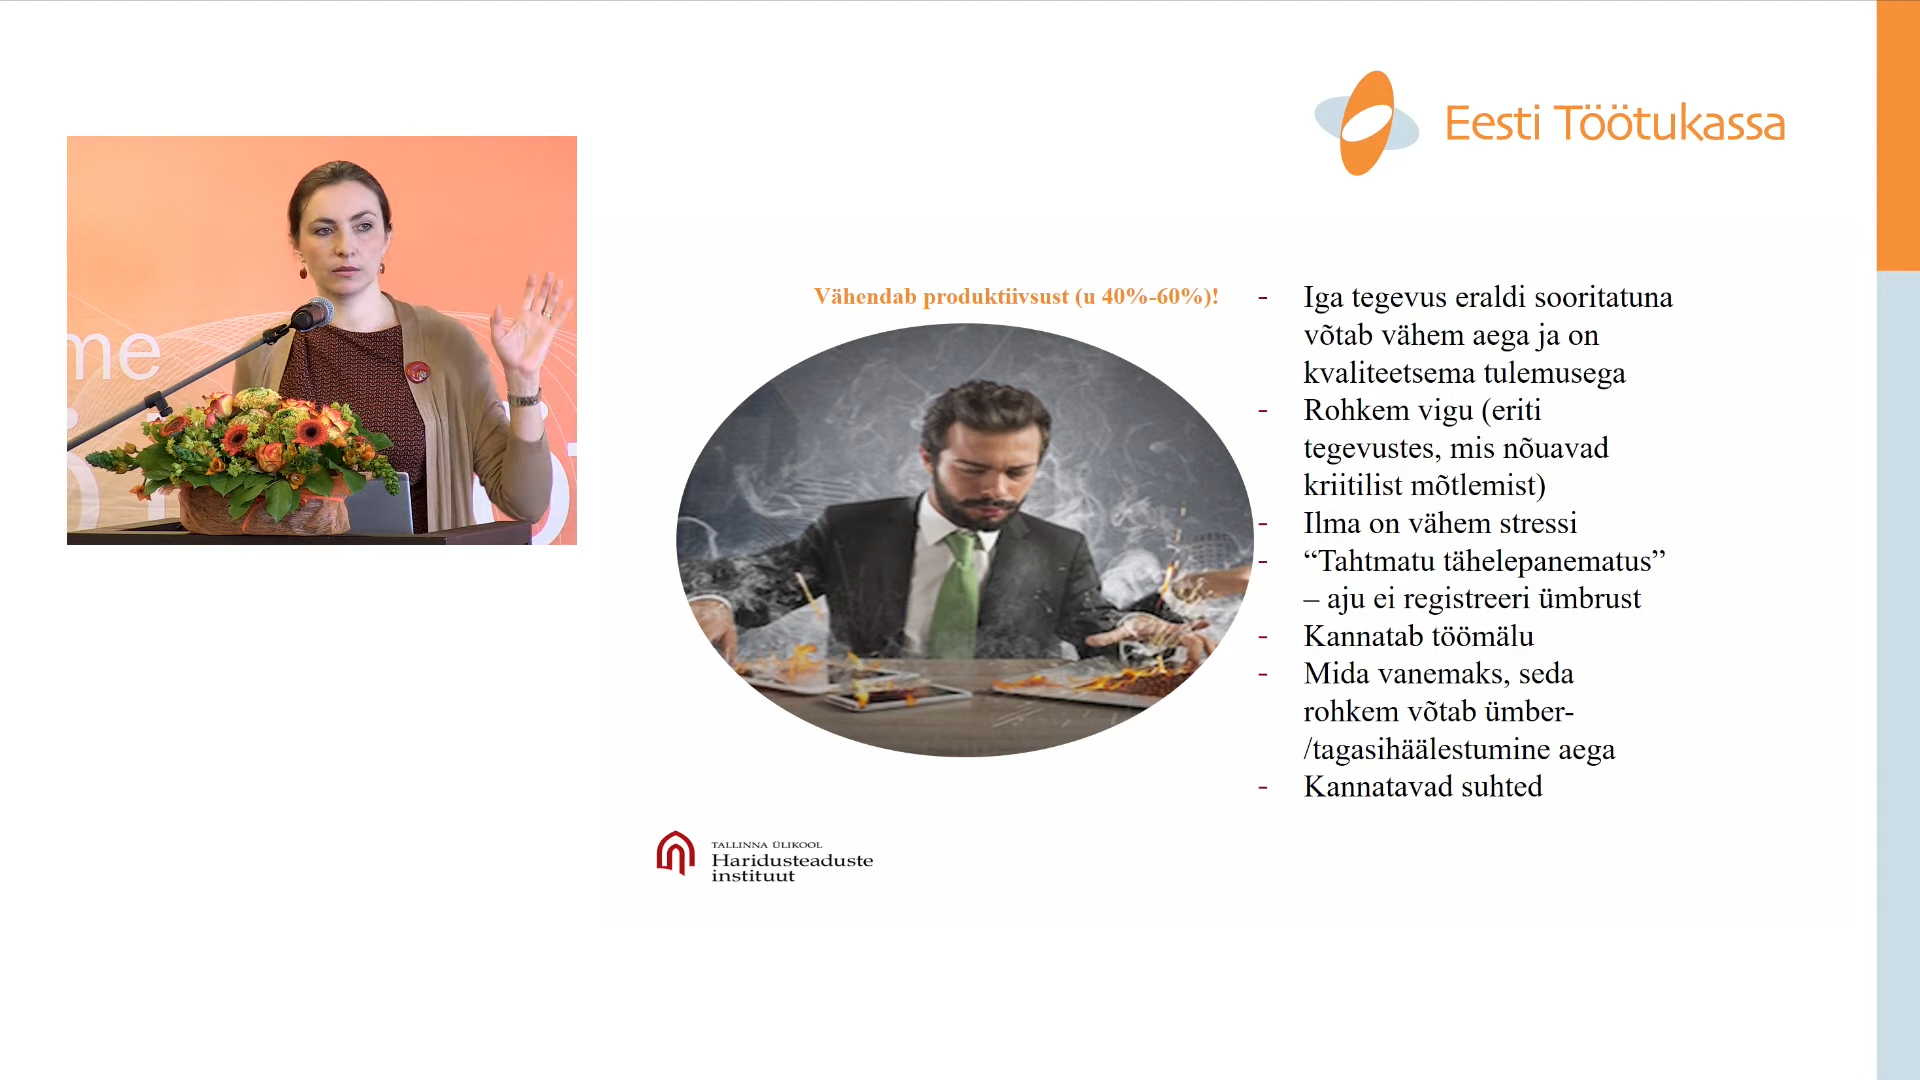 Eesti Töötukassa
me
Vähendab produktiivsust (u 40%-60%)!
- Iga tegevus eraldi sooritatuna
võtab vähem aega ja on
kvaliteetsema tulemusega
- Rohkem vigu (eriti
tegevustes, mis nõuavad
kriitilist mõtlemist)
- Ilma on vähem stressi
- “Tahtmatu tähelepanematus”
– aju ei registreeri ümbrust
- Kannatab töömälu
- Mida vanemaks, seda
rohkem võtab ümber-
/tagasihäälestumine aega
- Kannatavad suhted
TALLINNA ÜLIKOOL
Haridusteaduste
instituut